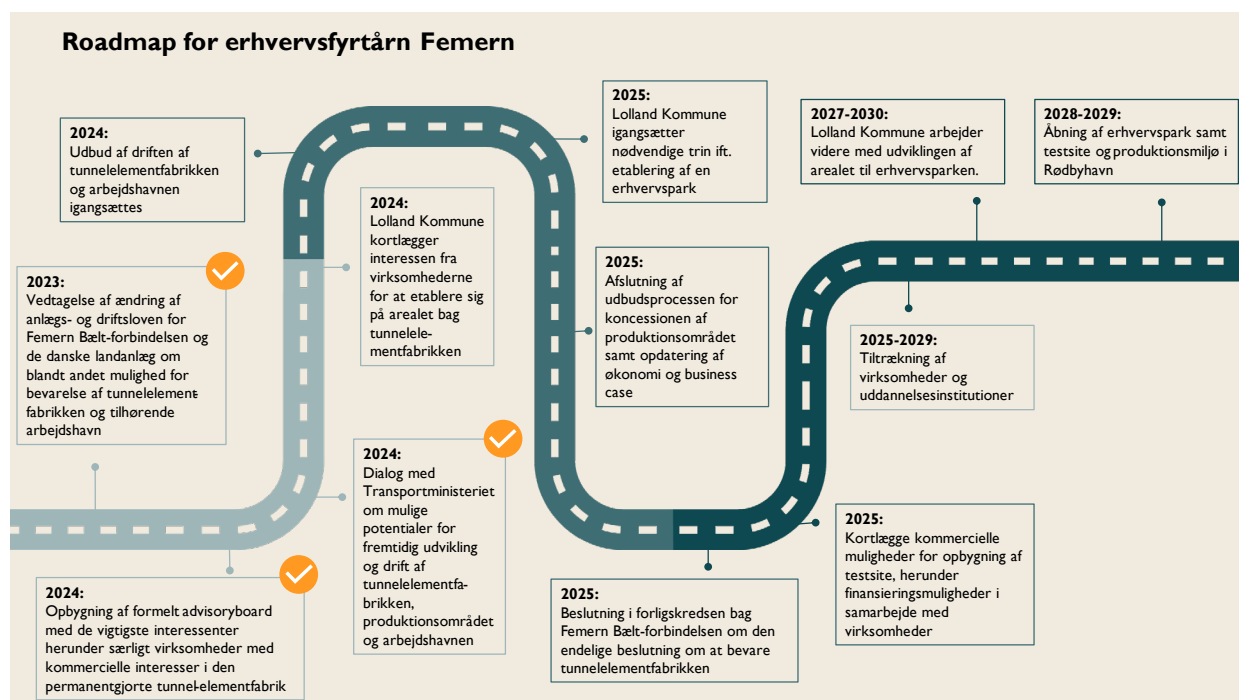 Roadmap for erhvervsfyrtårn Femern
2023:
Vedtagelse af ændring af
anlægs- og driftsloven for
Femern Bælt-forbindelsen og
de danske landanlæg om
blandt andet mulighed for
bevarelse af tunnelelement-
fabrikken og tilhørende
arbejdshavn
2024:
Opbygning af formelt advisoryboard
med de vigtigste interessenter
herunder særligt virksomheder med
kommercielle interesser i den
permanentgjorte tunnel-elementfabrik
2024:
Dialog med
Transportministeriet
om mulige
potentialer for
fremtidig udvikling
og drift af
tunnelelementfa-
brikken,
produktionsområdet
og arbejdshavnen
2024:
Lolland Kommune
kortlægger
interessen fra
virksomhederne
for at etablere sig
på arealet bag
tunnelele-
mentfabrikken
2024:
Udbud af driften af
tunnelelementfabrikken
og arbejdshavnen
igangsættes
2025:
Lolland Kommune
igangsætter
nødvendige trin ift.
etablering af en
erhvervspark
2025:
Afslutning af
udbudsprocessen for
koncessionen af
produktionsområdet
samt opdatering af
økonomi og business
case
2025:
Beslutning i forligskredsen bag
Femern Bælt-forbindelsen om den
endelige beslutning om at bevare
tunnelelementfabrikken
2025:
Kortlægge kommercielle
muligheder for opbygning af
testsite, herunder
finansieringsmuligheder i
samarbejde med
virksomheder
2025-2029:
Tiltrækning af
virksomheder og
uddannelsesinstitutioner
2027-2030:
Lolland Kommune arbejder
videre med udviklingen af
arealet til erhvervsparken.
2028-2029:
Åbning af erhvervspark samt
testsite og produktionsmiljø i
Rødbyhavn